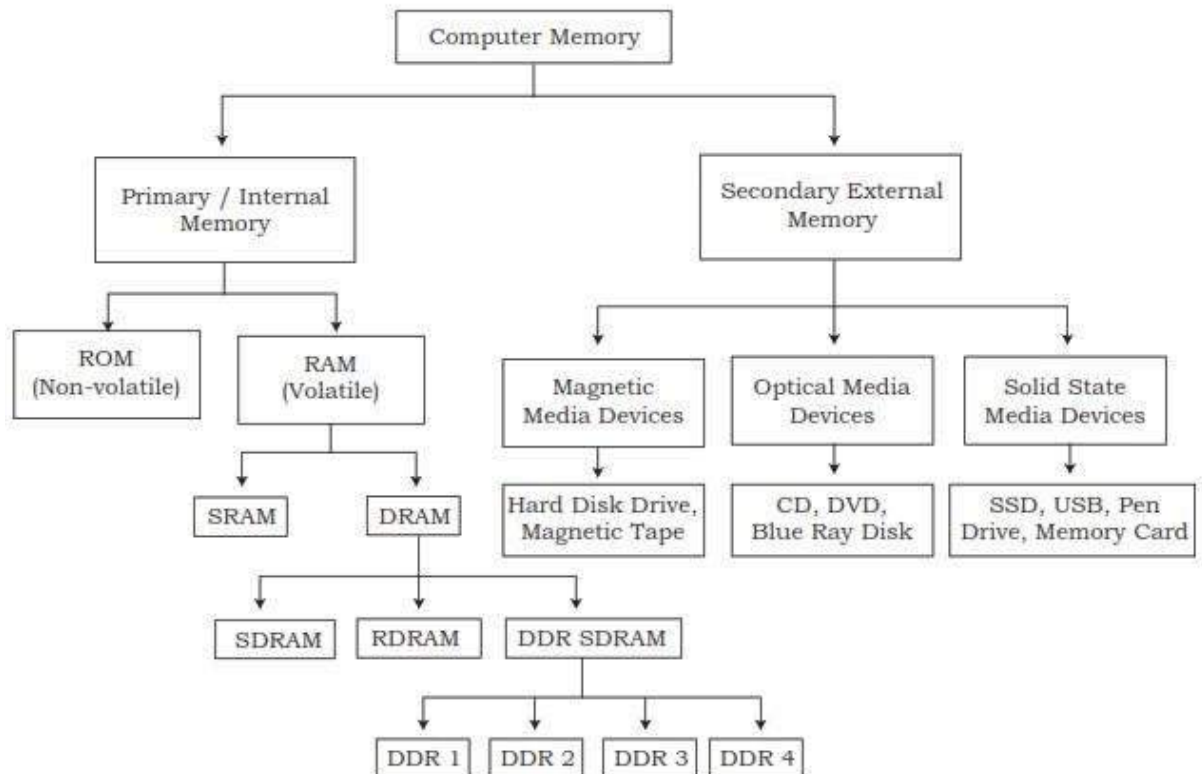 Computer Memory
Primary / Internal
Memory
Secondary External
Memory
ROM
(Non-volatile)
RAM
(Volatile)
Magnetic
Media Devices
Optical Media
Devices
Solid State
Media Devices
SRAM
DRAM
Hard Disk Drive,
Magnetic Tape
CD, DVD,
Blue Ray Disk
SSD, USB, Pen
Drive, Memory Card
SDRAM
RDRAM
DDR SDRAM
DDR 1
DDR 2
DDR 3
DDR 4